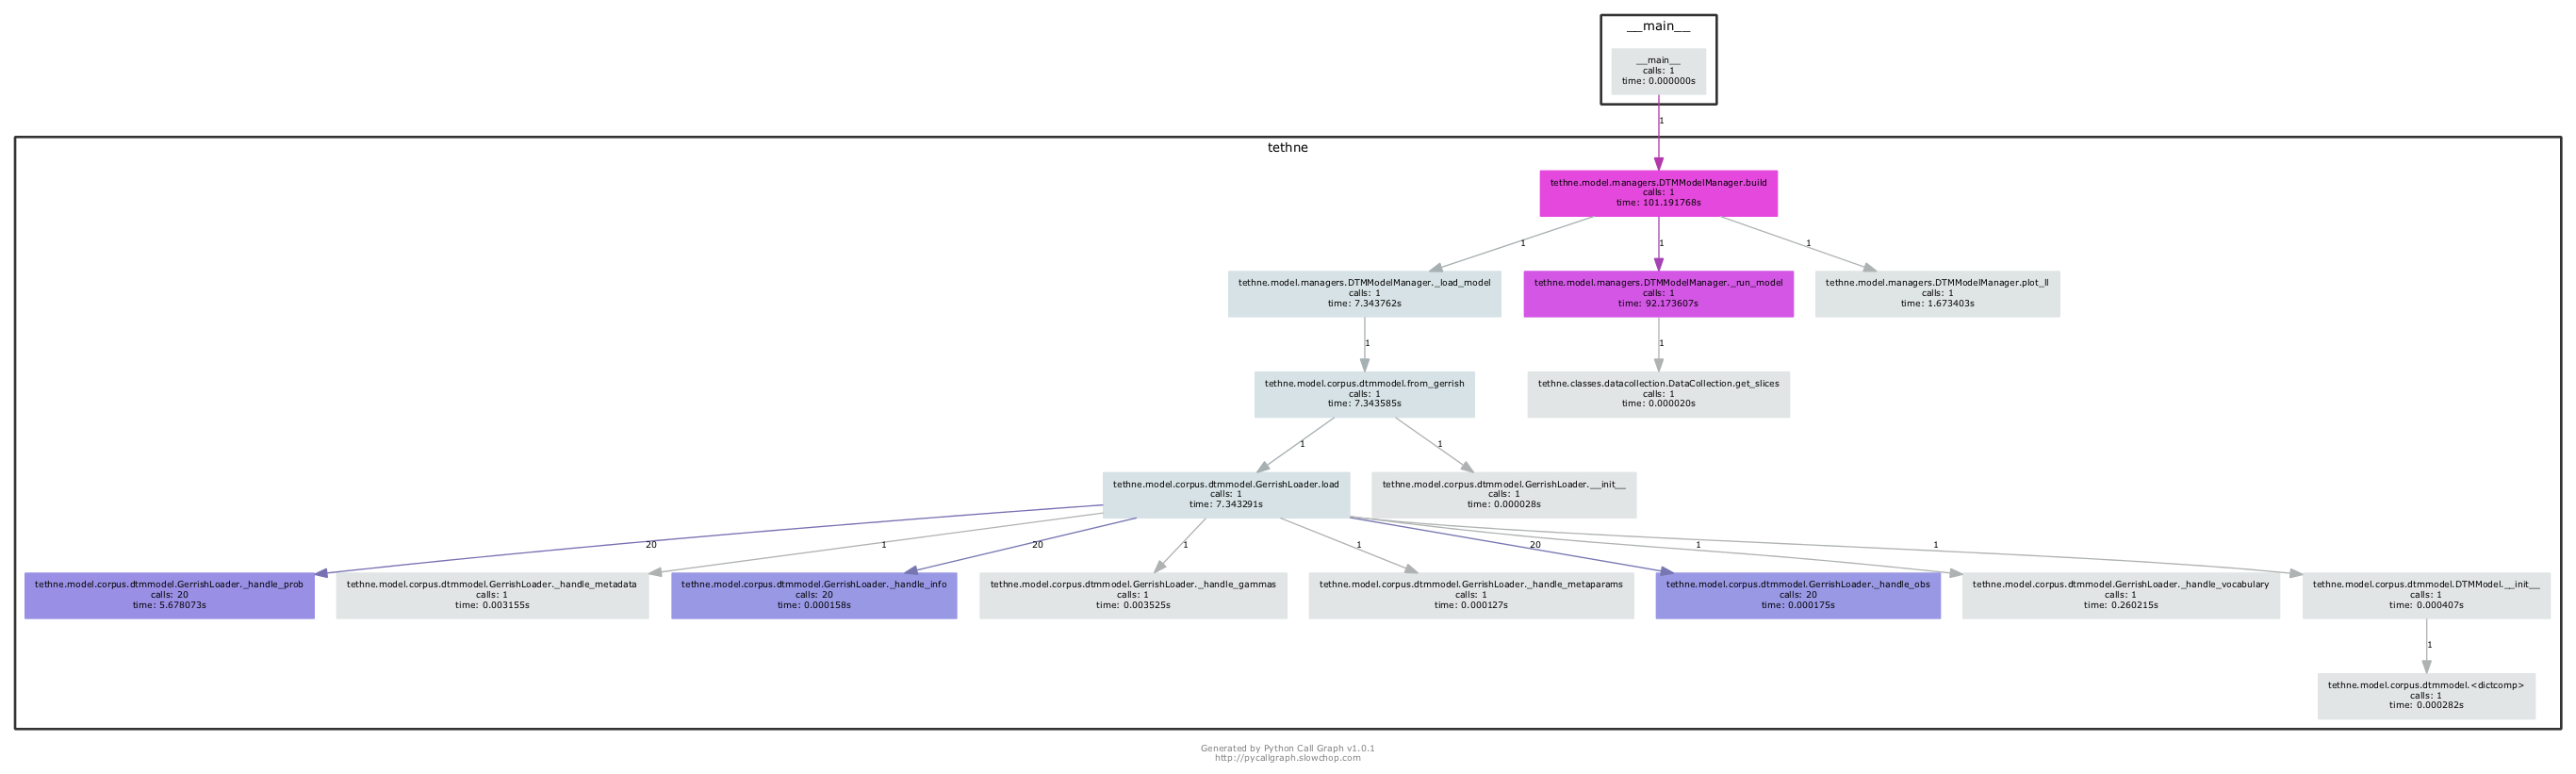 __main__
__main__
calls: 1
time: 0.000000s
1
tethne
tethne.model.managers.DTMModelManager.build
calls: 1
time: 101.191768s
1
1
1
tethne.model.managers.DTMModelManager._load_model
calls: 1
time: 7.343762s
tethne.model.managers.DTMModelManager._run_model
calls: 1
time: 92.173607s
tethne.model.managers.DTMModelManager.plot_ll
calls: 1
time: 1.673403s
1
1
tethne.model.corpus.dtmmodel.from_gerrish
calls: 1
time: 7.343585s
tethne.classes.datacollection.DataCollection.get_slices
calls: 1
time: 0.000020s
1
1
tethne.model.corpus.dtmmodel.GerrishLoader.load
calls: 1
time: 7.343291s
tethne.model.corpus.dtmmodel.GerrishLoader.__init__
calls: 1
time: 0.000028s
20
1
20
1
1
20
1
1
tethne.model.corpus.dtmmodel.GerrishLoader._handle_prob
calls: 20
time: 5.678073s
tethne.model.corpus.dtmmodel.GerrishLoader._handle_metadata
calls: 1
time: 0.003155s
tethne.model.corpus.dtmmodel.GerrishLoader._handle_info
calls: 20
time: 0.000158s
tethne.model.corpus.dtmmodel.GerrishLoader._handle_gammas
calls: 1
time: 0.003525s
tethne.model.corpus.dtmmodel.GerrishLoader._handle_metaparams
calls: 1
time: 0.000127s
tethne.model.corpus.dtmmodel.GerrishLoader._handle_obs
calls: 20
time: 0.000175s
tethne.model.corpus.dtmmodel.GerrishLoader._handle_vocabulary
calls: 1
time: 0.260215s
tethne.model.corpus.dtmmodel.DTMModel.__init__
calls: 1
time: 0.000407s
1
tethne.model.corpus.dtmmodel.<dictcomp>
calls: 1
time: 0.000282s
Generated by Python Call Graph v1.0.1
http://pycallgraph.slowchop.com